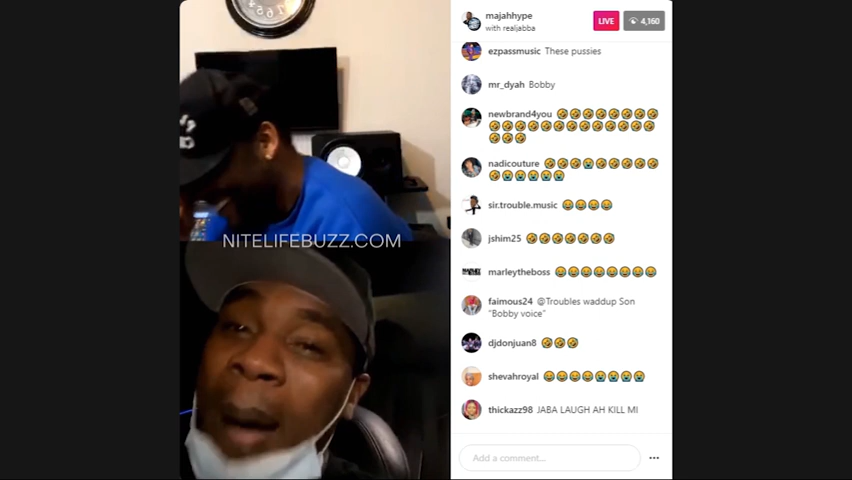 majahhype
with realjabba
LIVE
4,160
ezpassmusic These pussies
mr_dyah Bobby
newbrand4you 🤣🤣🤣🤣🤣🤣🤣🤣
🤣🤣🤣🤣🤣🤣🤣🤣🤣🤣🤣🤣🤣
🤣🤣🤣
nadicouture 🤣🤣🤣😭🤣🤣🤣🤣🤣
🤣😭😭😭😭😭
sir.trouble.music 😂😂😂😂
jshim25 🤣🤣🤣🤣🤣🤣🤣
marleytheboss 😂😂😂😂😂😂😂😂
faimous24 @Troubles waddup Son
"Bobby voice"
djdonjuan8 🤣🤣🤣
shevahroyal 😂😂😂😂😭😭😭😭
thickazz98 JABA LAUGH AH KILL MI
Add a comment...
NITELIFEBUZZ.COM